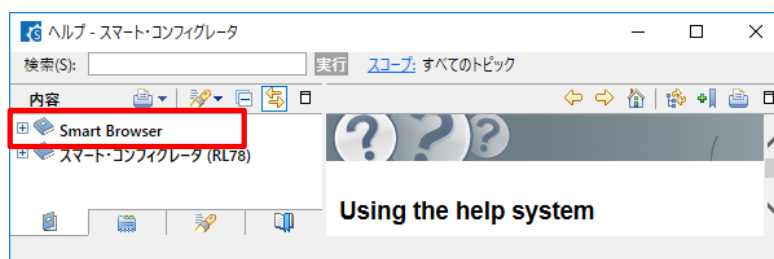 ヘルプ - スマート・コンフィグレータ
検索(S):
実行
スコープ: すべてのトピック
内容
Smart Browser
スマート・コンフィグレータ (RL78)
Using the help system